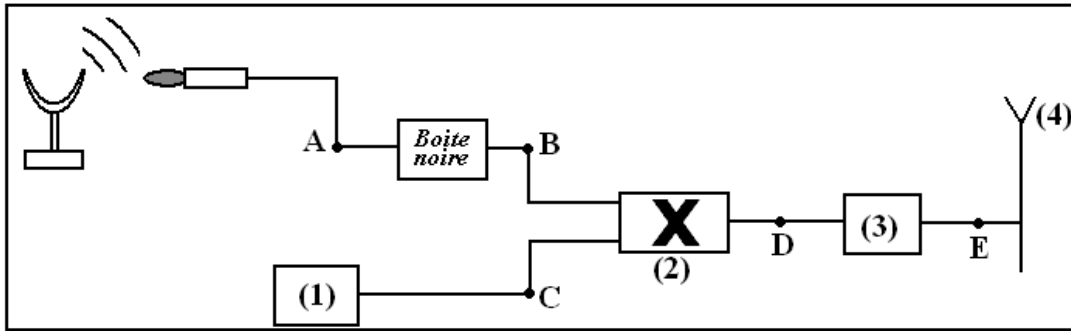 (4)
A
Boite
noire
B
X
(3)
D
E
(2)
(1)
C